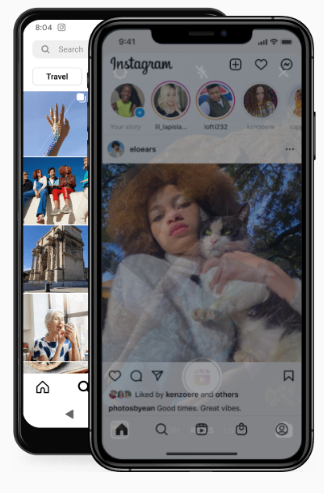 8:04
Search
Travel
9:41
Instagram
Your story
lil_lapisla...
lofti232
kenzoere
eloears
Liked by kenzoere and others
photosbyean Good times. Great vibes.